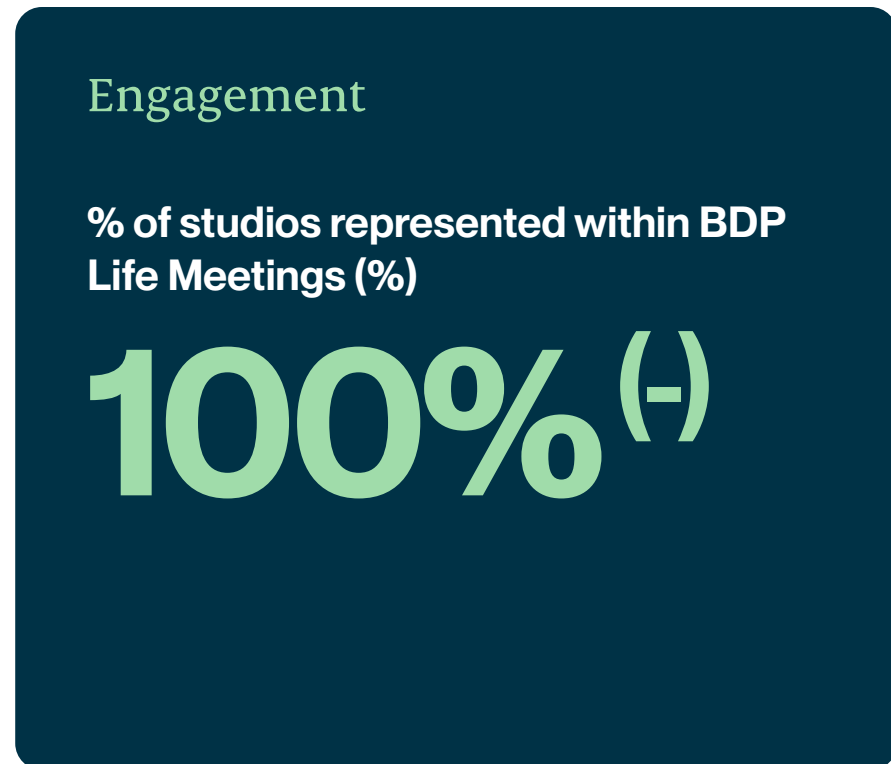 Engagement
% of studios represented within BDP
Life Meetings (%)
100% (-)